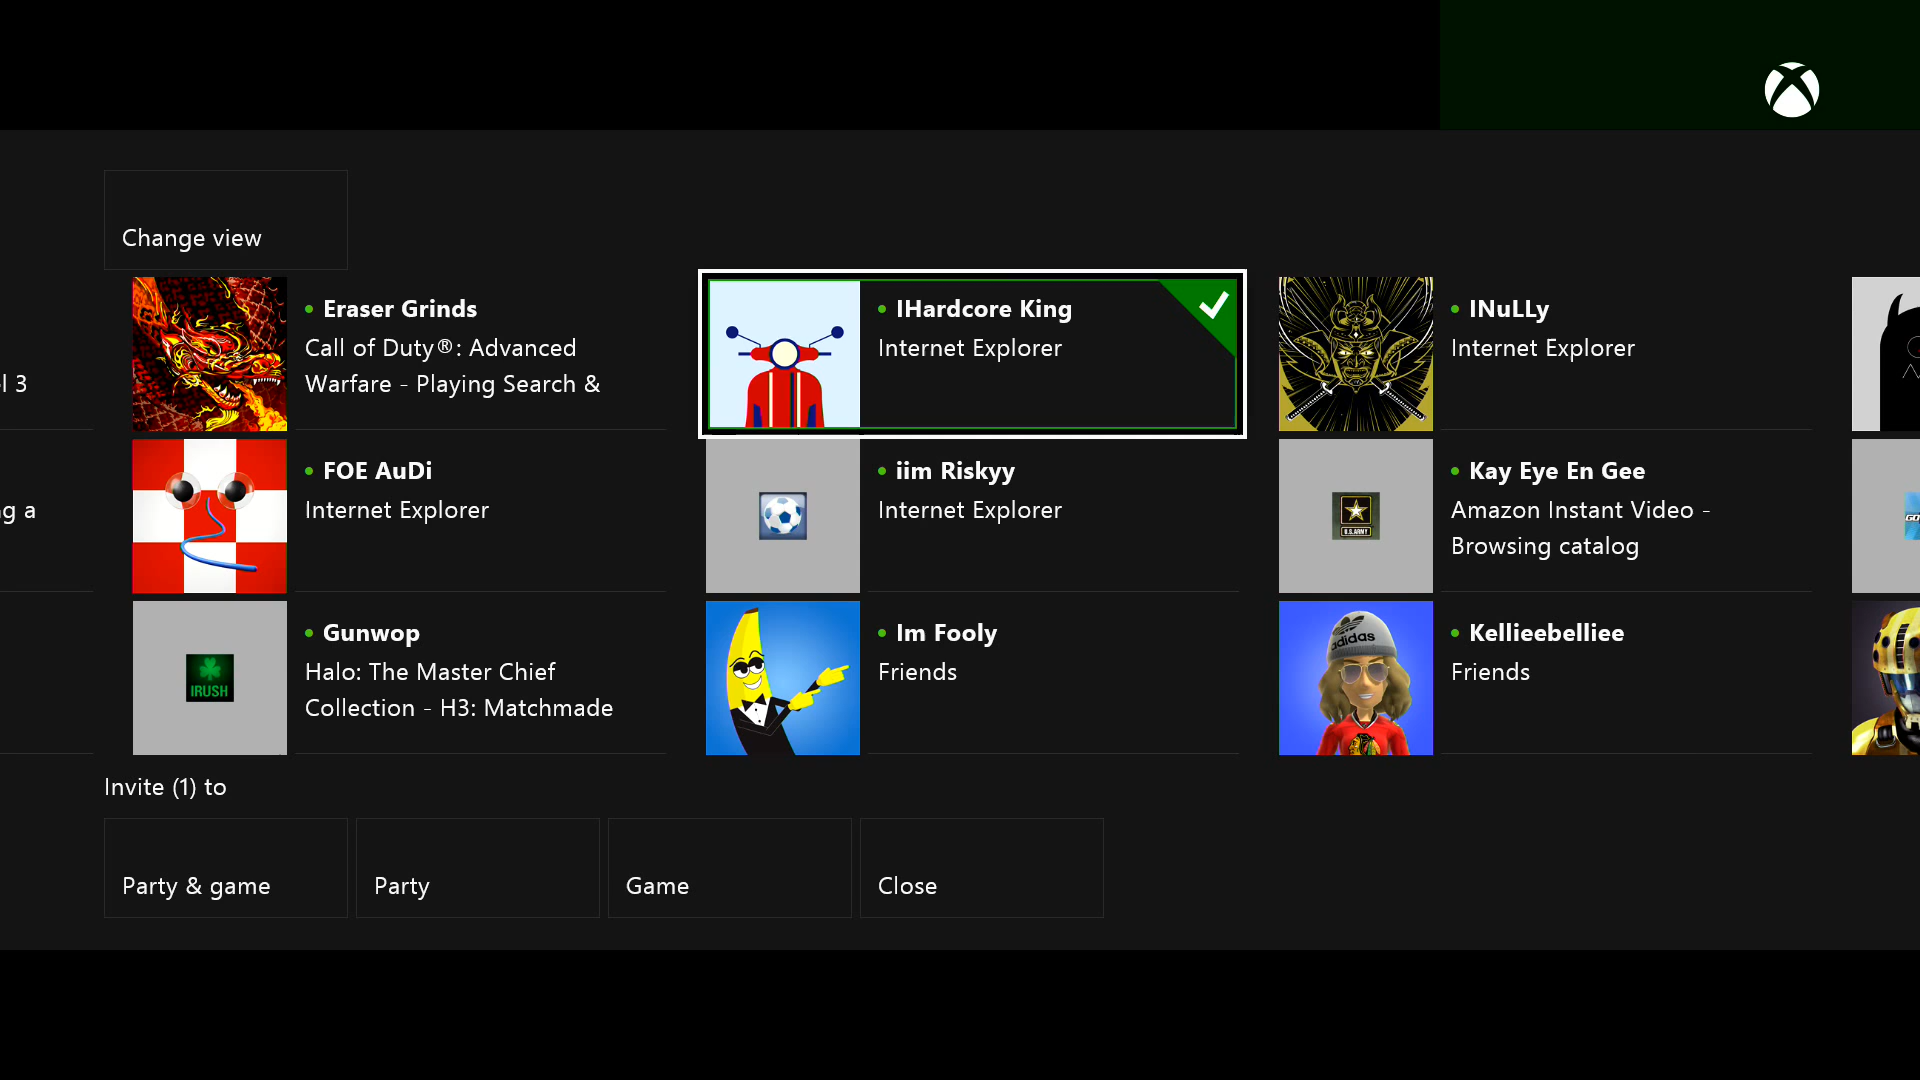 Change view
l 3
g a
Eraser Grinds
Call of Duty®: Advanced
Warfare - Playing Search &
FOE AuDi
Internet Explorer
IRUSH
Gunwop
Halo: The Master Chief
Collection - H3: Matchmade
IHardcore King
Internet Explorer
iim Riskyy
Internet Explorer
Im Fooly
Friends
INuLLy
Internet Explorer
U.S.ARMY
Kay Eye En Gee
Amazon Instant Video -
Browsing catalog
adidas
Kellieebelliee
Friends
Invite (1) to
Party & game
Party
Game
Close